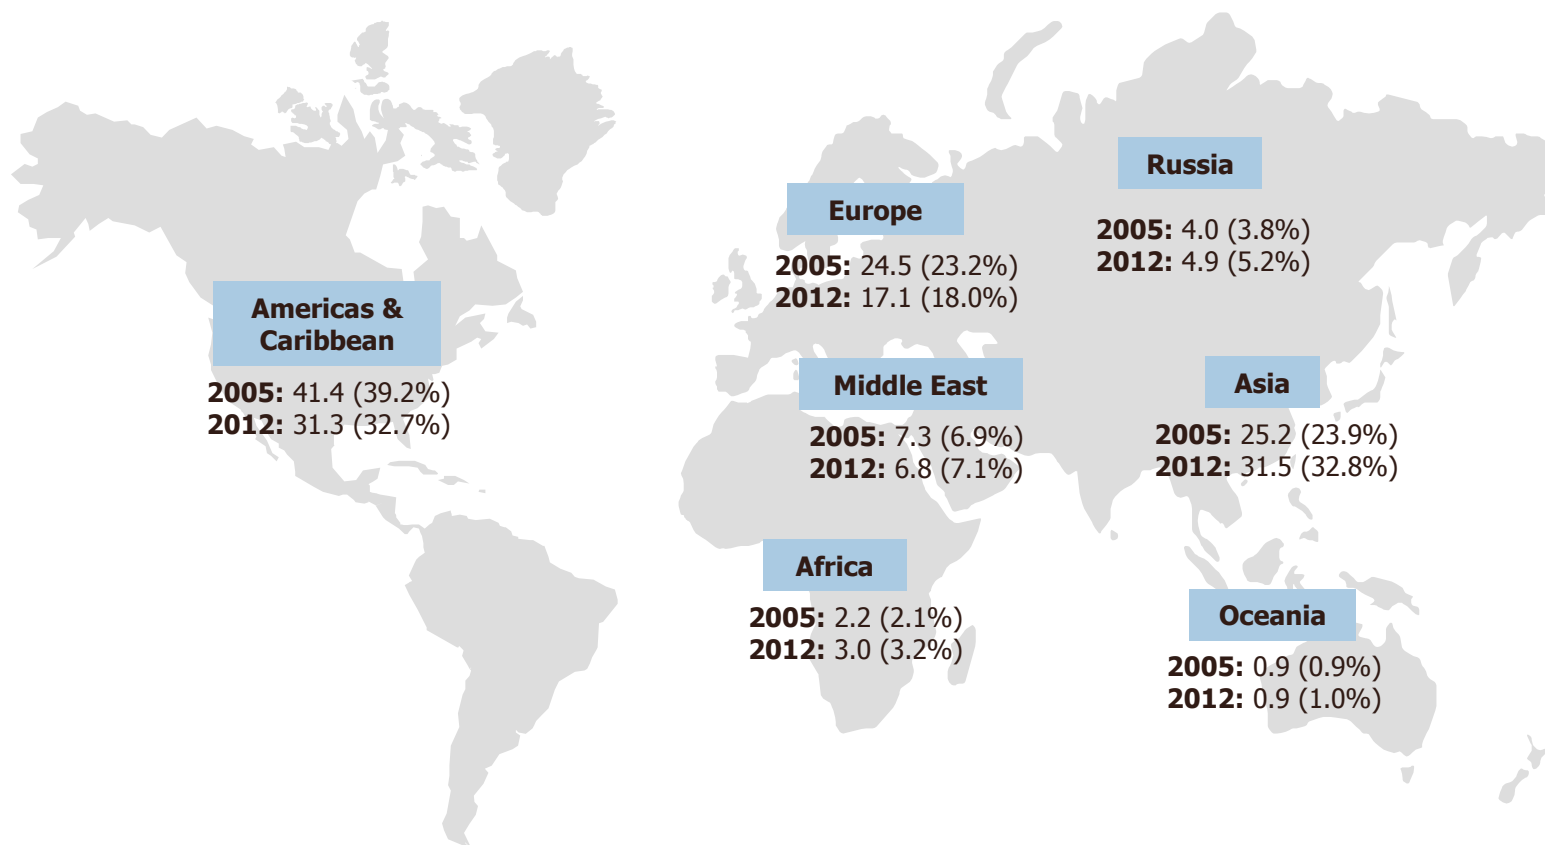 Russia
2005: 4.0 (3.8%)
2012: 4.9 (5.2%)
Europe
2005: 24.5 (23.2%)
2012: 17.1 (18.0%)
Americas &
Caribbean
2005: 41.4 (39.2%)
2012: 31.3 (32.7%)
Middle East
2005: 7.3 (6.9%)
2012: 6.8 (7.1%)
Asia
2005: 25.2 (23.9%)
2012: 31.5 (32.8%)
Africa
2005: 2.2 (2.1%)
2012: 3.0 (3.2%)
Oceania
2005: 0.9 (0.9%)
2012: 0.9 (1.0%)